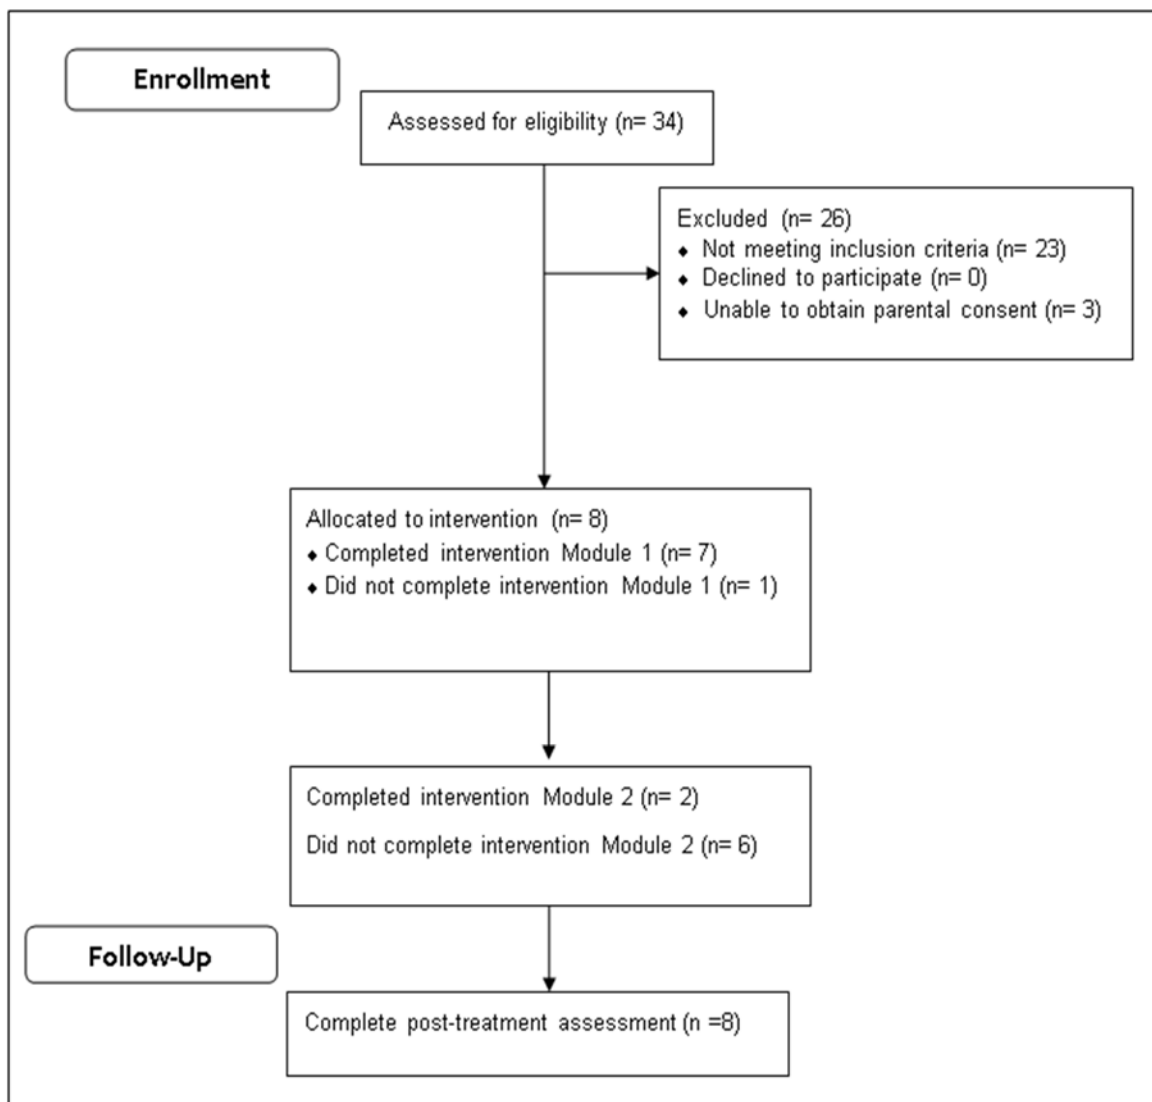 Enrollment
Assessed for eligibility (n= 34)
Excluded (n= 26)
♦ Not meeting inclusion criteria (n= 23)
♦ Declined to participate (n= 0)
♦ Unable to obtain parental consent (n= 3)
Allocated to intervention (n= 8)
♦ Completed intervention Module 1 (n= 7)
♦ Did not complete intervention Module 1 (n= 1)
Completed intervention Module 2 (n= 2)
Did not complete intervention Module 2 (n= 6)
Follow-Up
Complete post-treatment assessment (n =8)